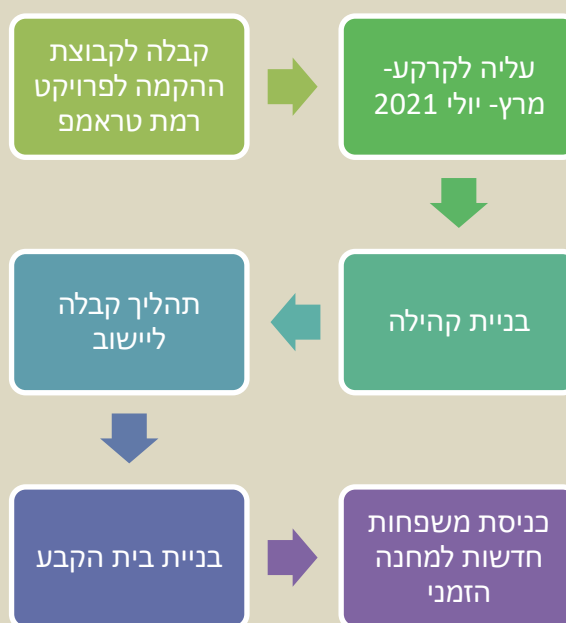 קבלה לקבוצת
ההקמה לפרויקט
רמת טראמפ
עליה לקרקע-
מרץ- יולי 2021
בניית קהילה
תהליך קבלה
ליישוב
בניית בית הקבע
כניסת משפחות
חדשות למחנה
הזמני